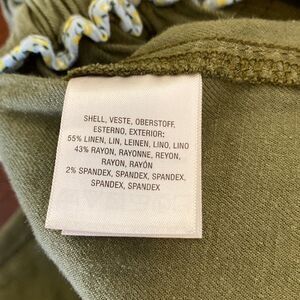 SHELL, VESTE, OBERSTOFF,
ESTERNO, EXTERIOR:
55% LINEN, LIN, LEINEN, LINO, LINO
43% RAYON, RAYONNE, REYON,
RAYON, RAYÓN
2% SPANDEX, SPANDEX, SPANDEX,
SPANDEX, SPANDEX